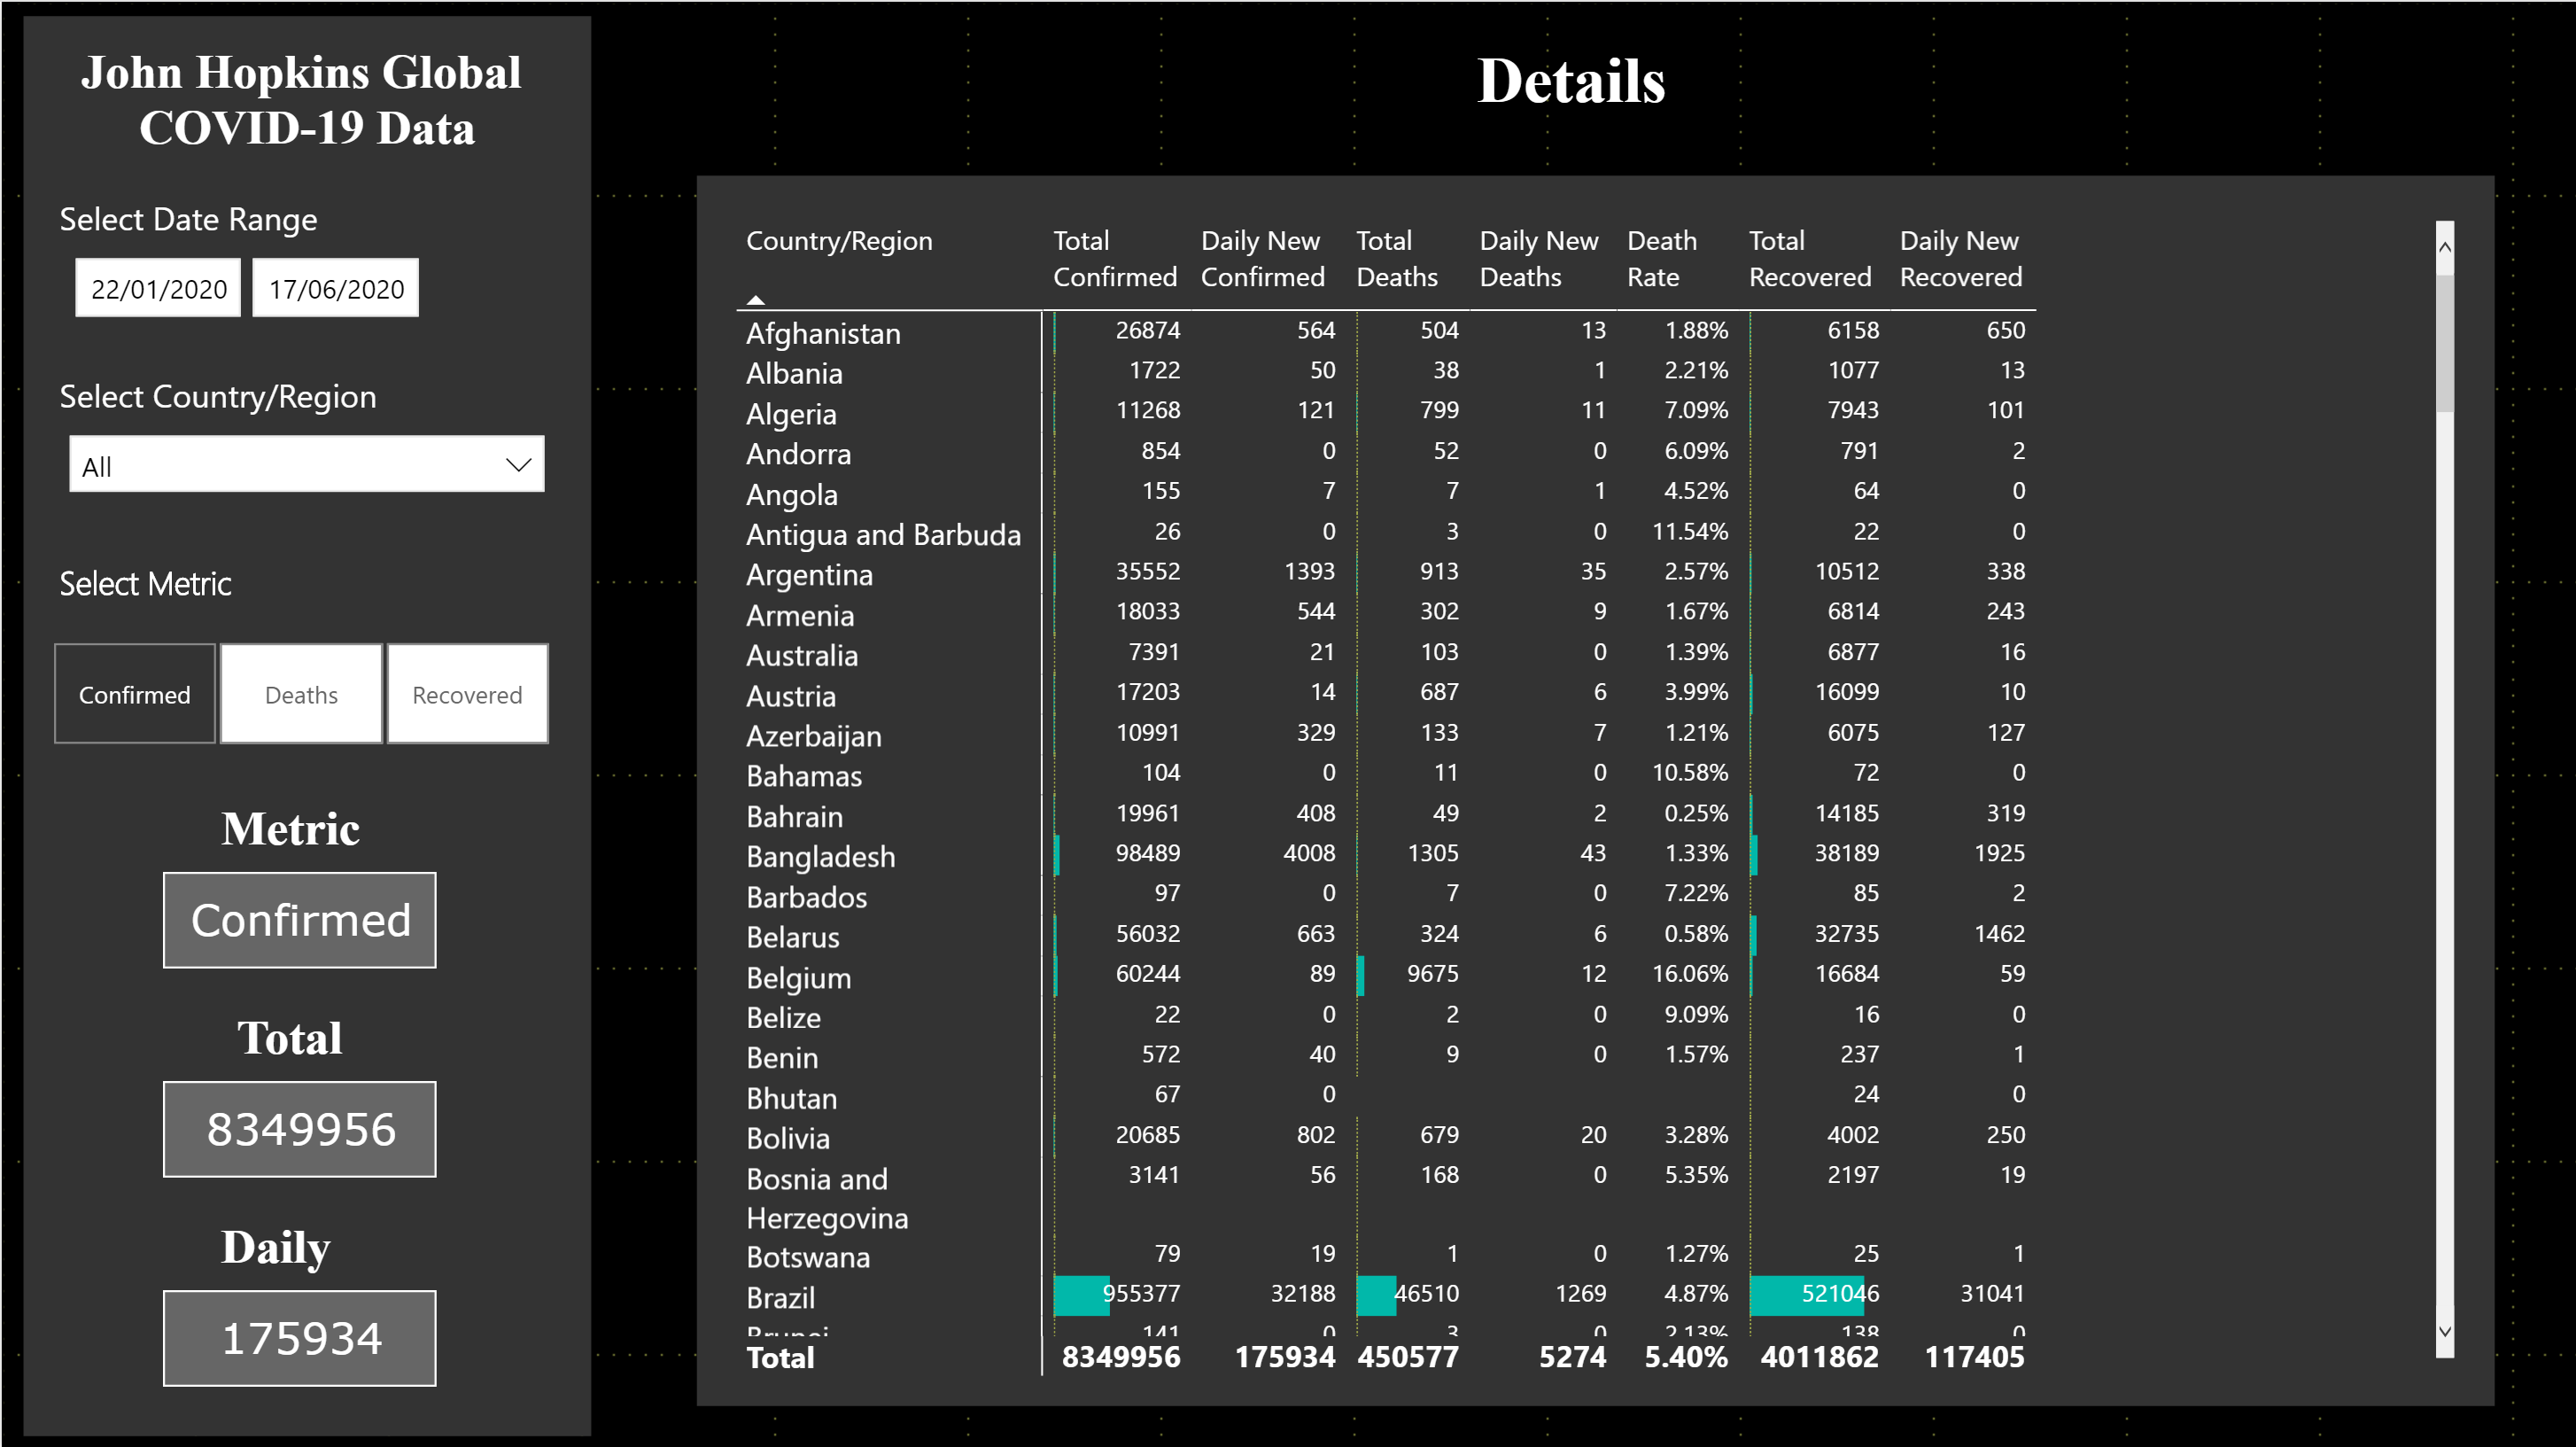 John Hopkins Global
COVID-19 Data
Select Date Range
22/01/2020 17/06/2020
Select Country/Region
All
Select Metric
Confirmed Deaths Recovered
Metric
Confirmed
Total
8349956
Daily
175934
Details
Country/Region Total Daily New Total Daily New Death Total Daily New
Confirmed Confirmed Deaths Deaths Rate Recovered Recovered
Afghanistan 26874 564 504 13 1.88% 6158 650
Albania 1722 50 38 1 2.21% 1077 13
Algeria 11268 121 799 11 7.09% 7943 101
Andorra 854 0 52 0 6.09% 791 2
Angola 155 7 7 1 4.52% 64 0
Antigua and Barbuda 26 0 3 0 11.54% 22 0
Argentina 35552 1393 913 35 2.57% 10512 338
Armenia 18033 544 302 9 1.67% 6814 243
Australia 7391 21 103 0 1.39% 6877 16
Austria 17203 14 687 6 3.99% 16099 10
Azerbaijan 10991 329 133 7 1.21% 6075 127
Bahamas 104 0 11 0 10.58% 72 0
Bahrain 19961 408 49 2 0.25% 14185 319
Bangladesh 98489 4008 1305 43 1.33% 38189 1925
Barbados 97 0 7 0 7.22% 85 2
Belarus 56032 663 324 6 0.58% 32735 1462
Belgium 60244 89 9675 12 16.06% 16684 59
Belize 22 0 2 0 9.09% 16 0
Benin 572 40 9 0 1.57% 237 1
Bhutan 67 0 24 0
Bolivia 20685 802 679 20 3.28% 4002 250
Bosnia and 3141 56 168 0 5.35% 2197 19
Herzegovina
Botswana 79 19 1 0 1.27% 25 1
Brazil 955377 32188 46510 1269 4.87% 521046 31041
Brunei 141 0 3 0 2.13% 138 0
Total 8349956 175934 450577 5274 5.40% 4011862 117405